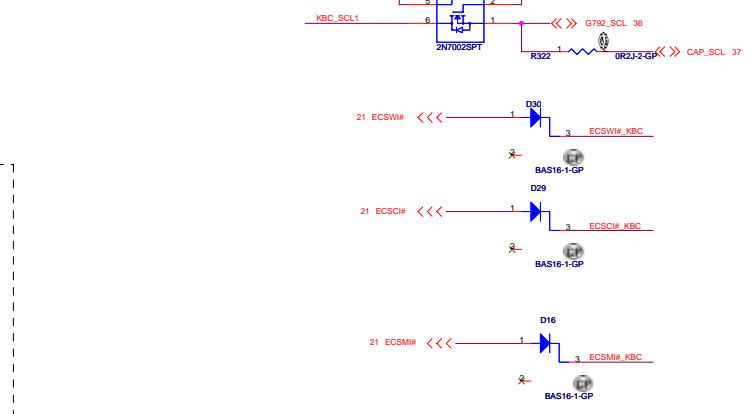 5 2
KBC_SCL1 6 1 G792_SCL 36
2N7002SPT
R322 1 0R2J-2-GP CAP_SCL 37
D30
21 ECSWI# 1
3 ECSWI#_KBC
2
BAS16-1-GP
D29
21 ECSCI# 1
3 ECSCI#_KBC
2
BAS16-1-GP
D16
21 ECSMI# 1
3 ECSMI#_KBC
2
BAS16-1-GP